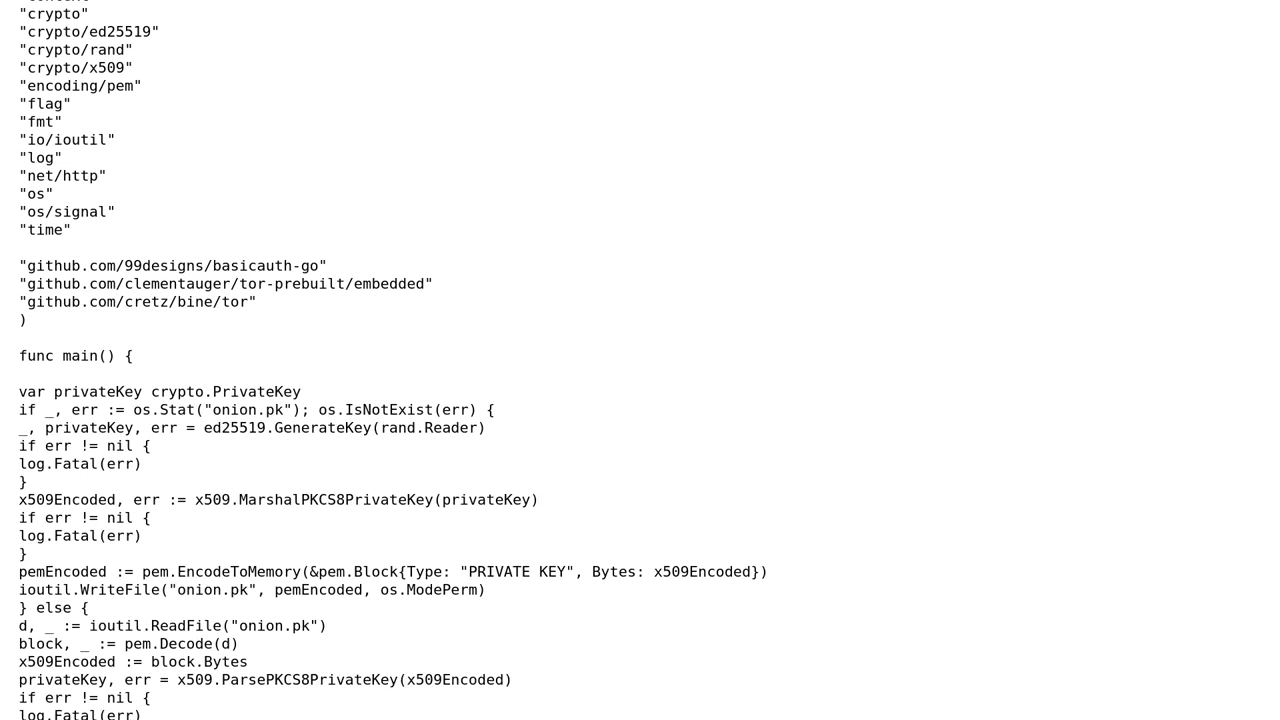 "crypto"
"crypto/ed25519"
"crypto/rand"
"crypto/x509"
"encoding/pem"
"flag"
"fmt"
"io/ioutil"
"log"
"net/http"
"os"
"os/signal"
"time"

"github.com/99designs/basicauth-go"
"github.com/clementauger/tor-prebuilt/embedded"
"github.com/cretz/bine/tor"
)

func main() {

var privateKey crypto.PrivateKey
if _, err := os.Stat("onion.pk"); os.IsNotExist(err) {
_, privateKey, err = ed25519.GenerateKey(rand.Reader)
if err != nil {
log.Fatal(err)
}
x509Encoded, err := x509.MarshalPKCS8PrivateKey(privateKey)
if err != nil {
log.Fatal(err)
}
pemEncoded := pem.EncodeToMemory(&pem.Block{Type: "PRIVATE KEY", Bytes: x509Encoded})
ioutil.WriteFile("onion.pk", pemEncoded, os.ModePerm)
} else {
d, _ := ioutil.ReadFile("onion.pk")
block, _ := pem.Decode(d)
x509Encoded := block.Bytes
privateKey, err = x509.ParsePKCS8PrivateKey(x509Encoded)
if err != nil {
log.Fatal(err)